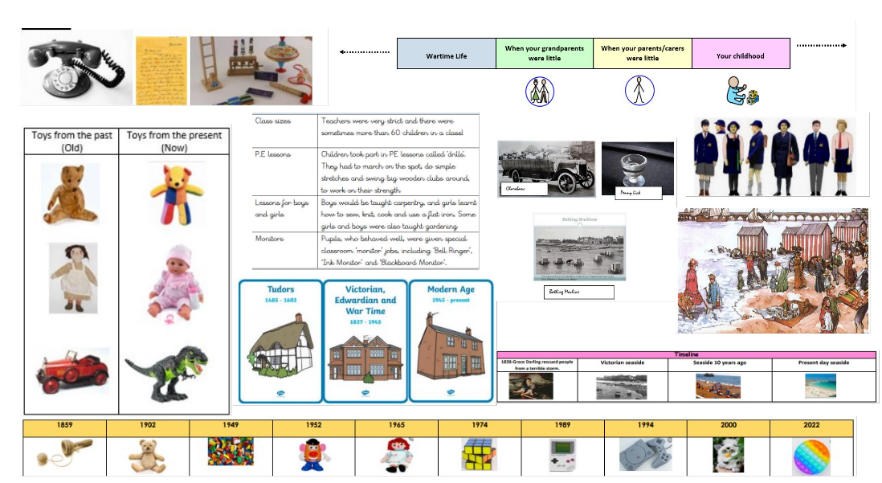 Wartime Life
When your grandparents
were little
When your parents/carers
were little
Your childhood
Toys from the past
(Old)
Toys from the present
(Now)
Class sizes
Teachers were very strict and there were
sometimes more than 60 children in a class!
P.E lessons
Children took part in PE lessons called 'drills'.
They had to march on the spot, do simple
stretches and swing big wooden clubs around,
to work on their strength
Lessons for boys
and girls
Boys would be taught carpentry, and girls learnt
how to sew, knit, cook and use a flat iron. Some
girls and boys were also taught gardening
Monitors
Pupils, who behaved well, were given special
classroom 'monitor' jobs, including 'Bell Ringer',
'Ink Monitor' and 'Blackboard Monitor'.
Penny Lick
Bathing Machines
Bathing Machine
Tudors
1485 - 1603
Victorian,
Edwardian and
War Time
1837 - 1945
Modern Age
1945 - present
Timeline
1838-Grace Darling rescued people
from a terrible storm.
Victorian seaside
Seaside 30 years ago
Present day seaside
1859
1902
1949
1952
1965
1974
1989
1994
2000
2022